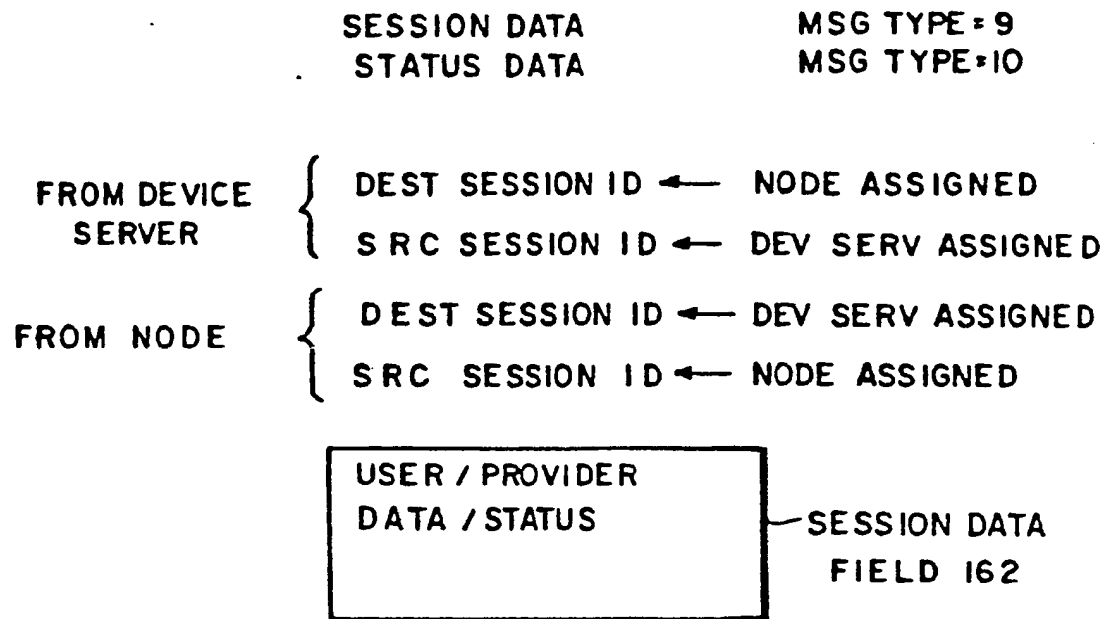 SESSION DATA MSG TYPE=9
STATUS DATA MSG TYPE=10
FROM DEVICE SERVER
DEST SESSION ID ← NODE ASSIGNED
SRC SESSION ID ← DEV SERV ASSIGNED
FROM NODE
DEST SESSION ID ← DEV SERV ASSIGNED
SRC SESSION ID ← NODE ASSIGNED
USER / PROVIDER
DATA / STATUS
SESSION DATA
FIELD 162